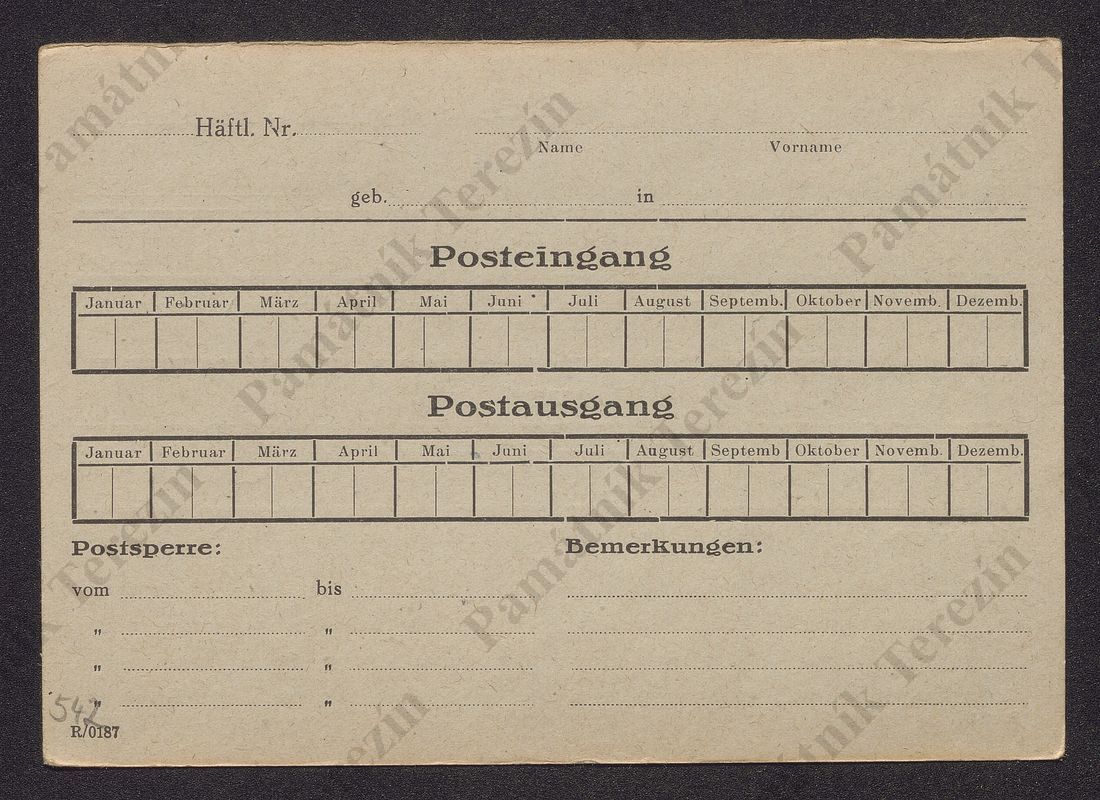 Häftl. Nr.
Name Vorname
geb. in
Posteingang
Januar Februar März April Mai Juni Juli August Septemb. Oktober Novemb. Dezemb.
Postausgang
Januar Februar März April Mai Juni Juli August Septemb Oktober Novemb. Dezemb.
Postsperre: Bemerkungen:
vom bis
" "
" "
" "
542
R/0187
Památník Terezín